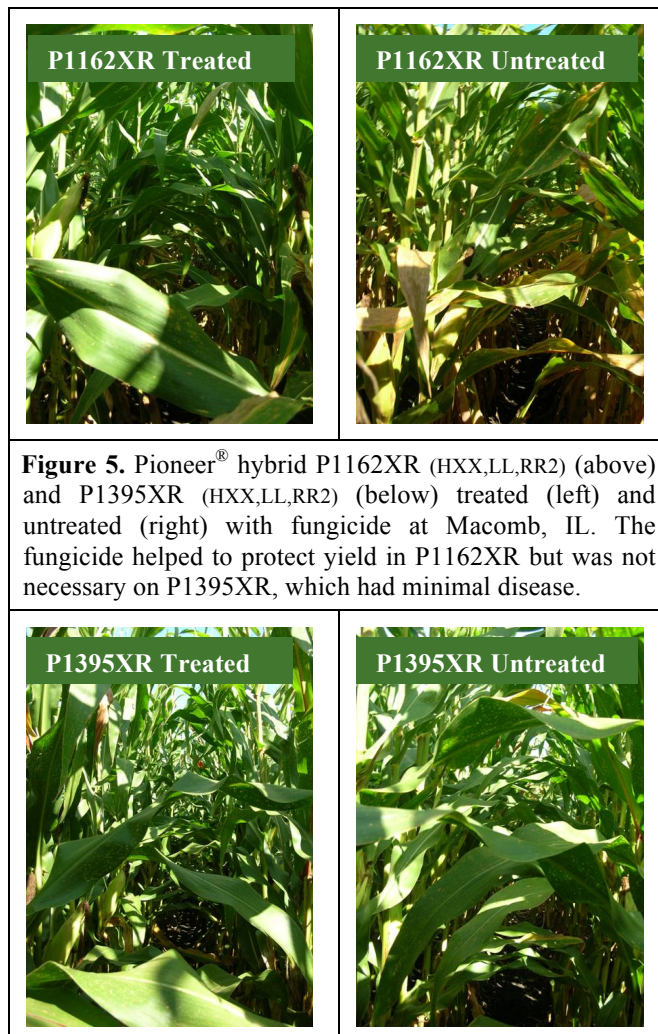 P1162XR Treated
P1162XR Untreated
Figure 5. Pioneer® hybrid P1162XR (HXX,LL,RR2) (above)
and P1395XR (HXX,LL,RR2) (below) treated (left) and
untreated (right) with fungicide at Macomb, IL. The
fungicide helped to protect yield in P1162XR but was not
necessary on P1395XR, which had minimal disease.
P1395XR Treated
P1395XR Untreated